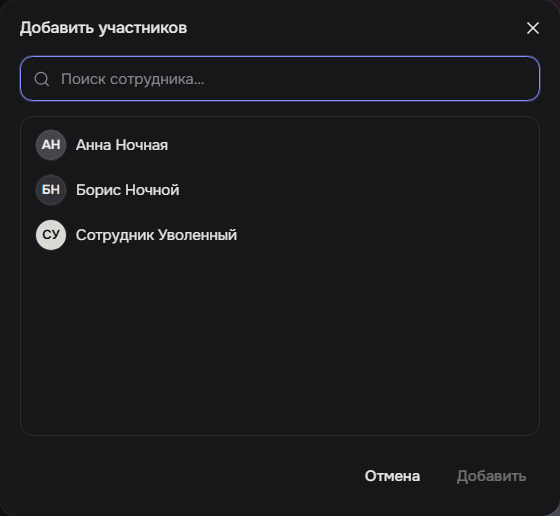 Добавить участников
Поиск сотрудника...
АН Анна Ночная
БН Борис Ночной
СУ Сотрудник Уволенный
Отмена Добавить